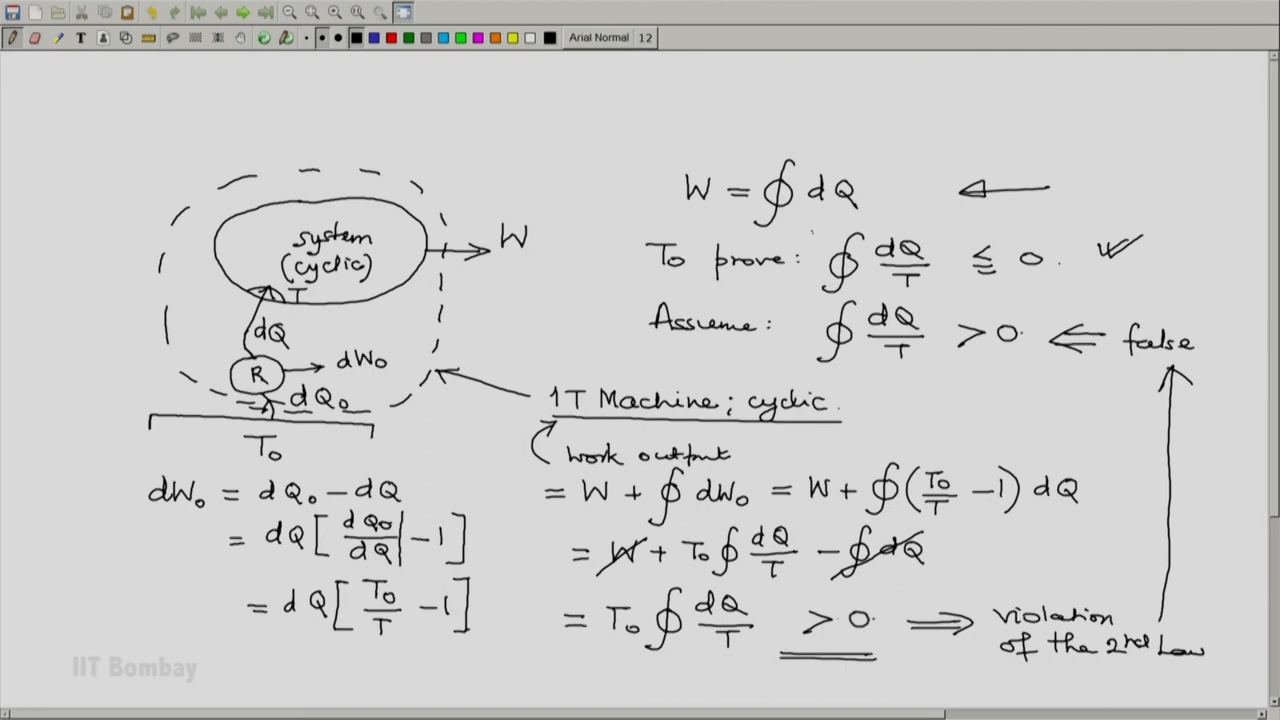 Arial Normal 12
system
(cyclic)
T
W
dQ
R
dW₀
dQ₀
T₀
W = ∮ dQ
To prove: ∮ dQ/T ≤ 0.
Assume: ∮ dQ/T > 0. ⇐ false
1T Machine; cyclic.
work output
dW₀ = dQ₀ - dQ
= dQ [ dQ₀/dQ | - 1 ]
= dQ [ T₀/T - 1 ]
= W + ∮ dW₀ = W + ∮ ( T₀/T - 1 ) dQ
= W + T₀ ∮ dQ/T - ∮ dQ
= T₀ ∮ dQ/T > 0. ⟹ violation
of the 2nd Law
IIT Bombay